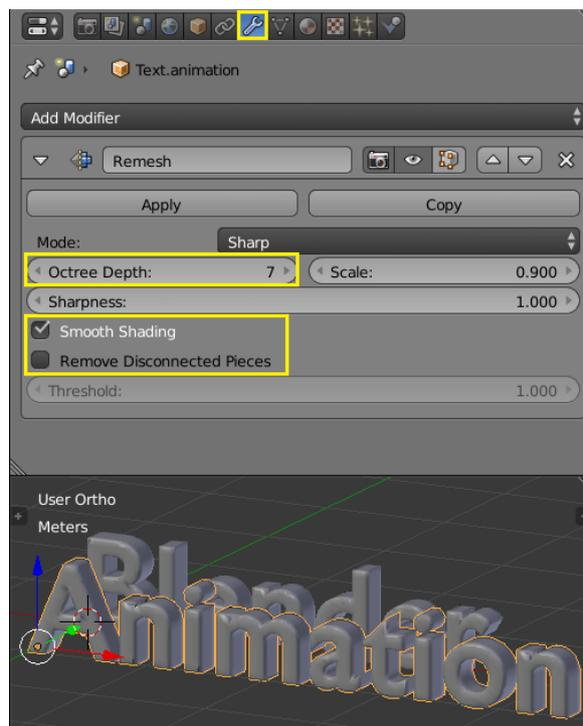 Text.animation
Add Modifier
Remesh
Apply Copy
Mode: Sharp
Octree Depth: 7 Scale: 0.900
Sharpness: 1.000
Smooth Shading
Remove Disconnected Pieces
Threshold: 1.000
User Ortho
Meters
Blender
Animation